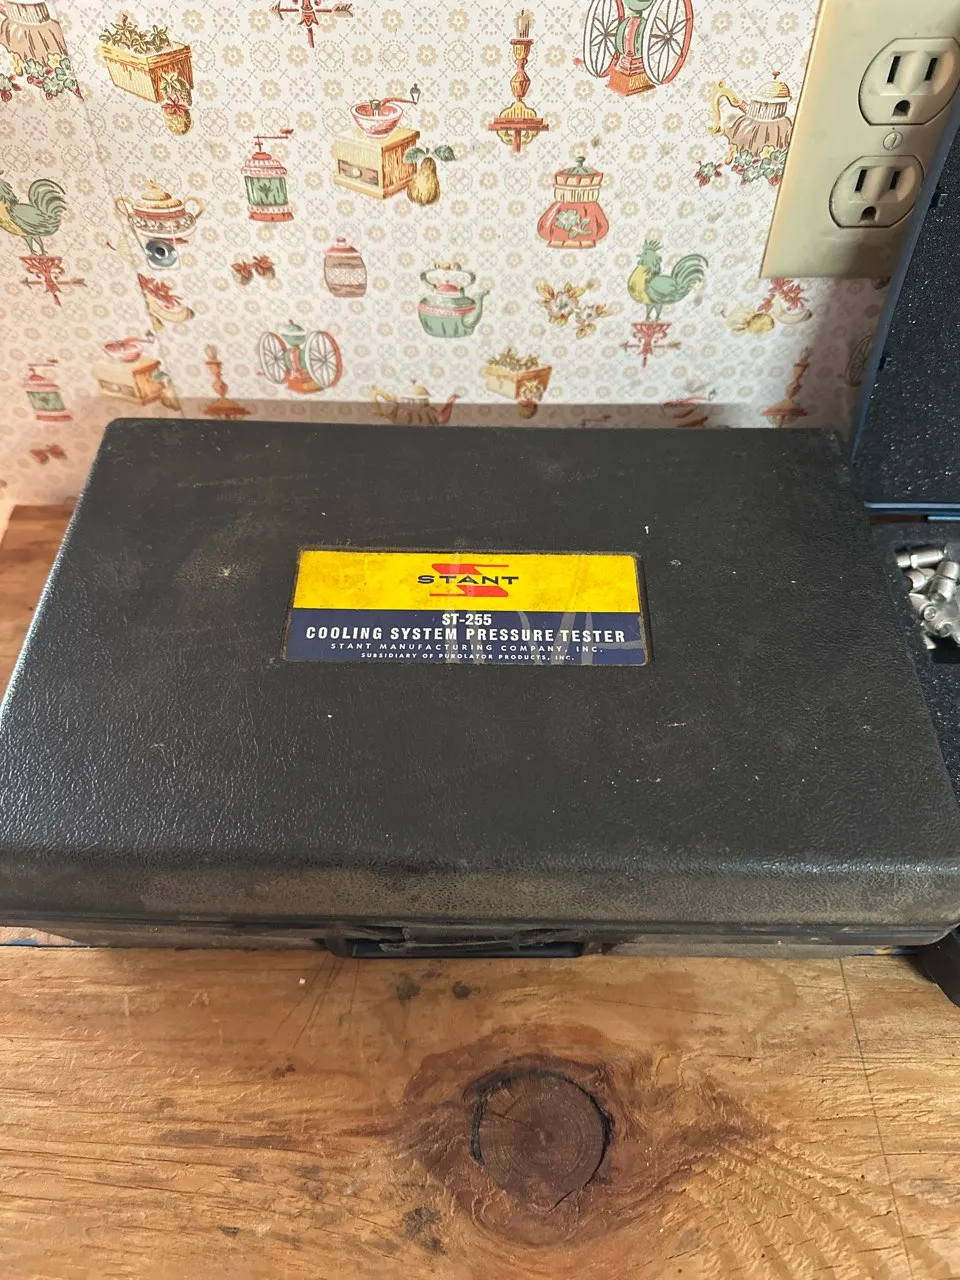 STANT
ST-255
COOLING SYSTEM PRESSURE TESTER
STANT MANUFACTURING COMPANY, INC.
SUBSIDIARY OF PUROLATOR PRODUCTS, INC.